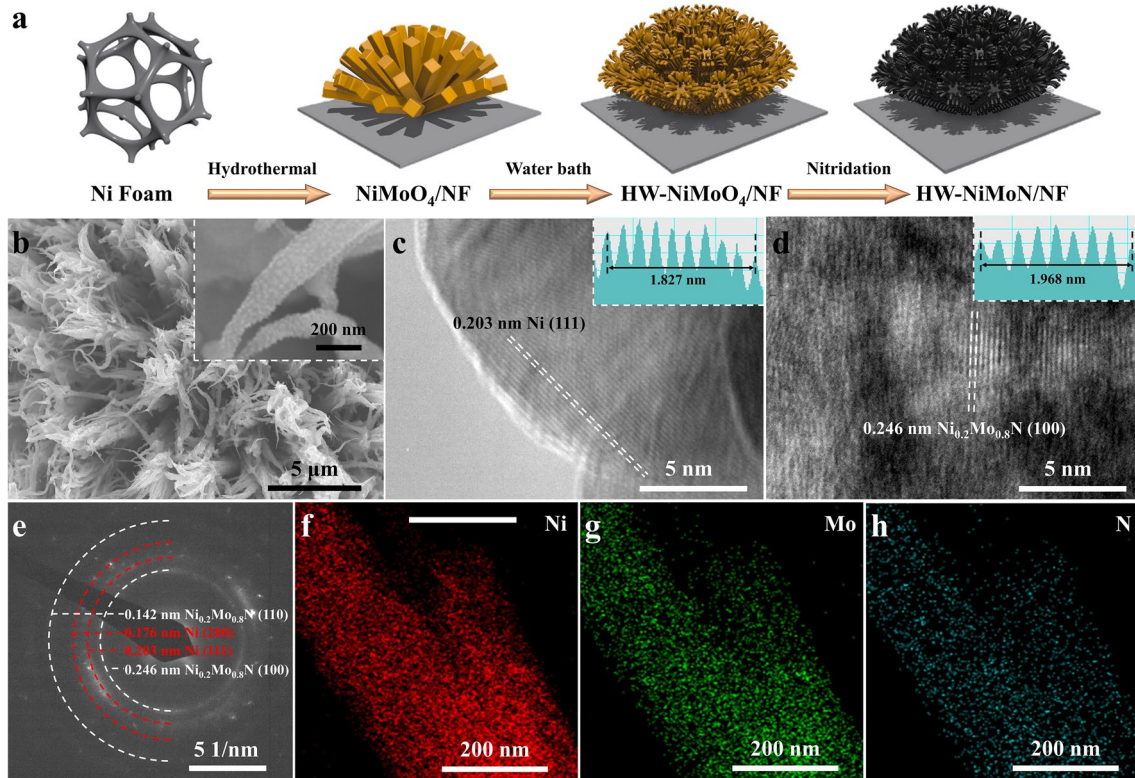 a
Hydrothermal
Water bath
Nitridation
Ni Foam
NiMoO₄/NF
HW-NiMoO₄/NF
HW-NiMoN/NF
b
200 nm
5 μm
c
1.827 nm
0.203 nm Ni (111)
5 nm
d
1.968 nm
0.246 nm Ni₀.₂Mo₀.₈N (100)
5 nm
e
0.142 nm Ni₀.₂Mo₀.₈N (110)
0.176 nm Ni (200)
0.203 nm Ni (111)
0.246 nm Ni₀.₂Mo₀.₈N (100)
5 1/nm
f
Ni
200 nm
g
Mo
200 nm
h
N
200 nm